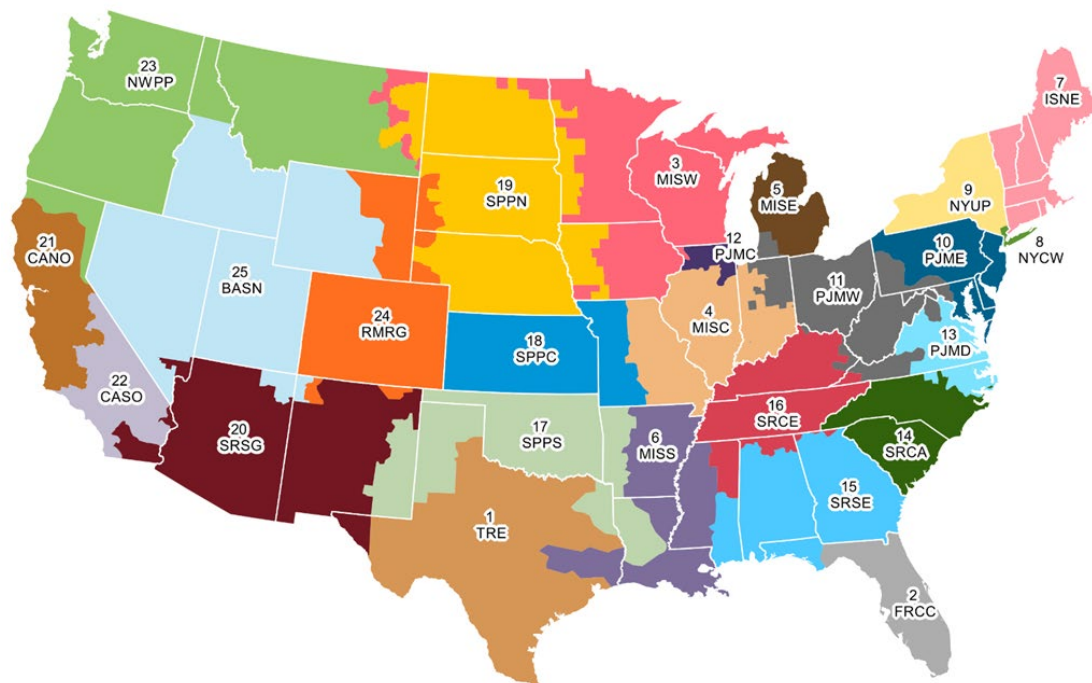 7
ISNE
23
NWPP
3
MISW
5
MISE
9
NYUP
19
SPPN
8
NYCW
12
PJMC
10
PJME
21
CANO
25
BASN
11
PJMW
4
MISC
24
RMRG
13
PJMD
18
SPPC
22
CASO
16
SRCE
20
SRSG
17
SPPS
6
MISS
14
SRCA
15
SRSE
1
TRE
2
FRCC